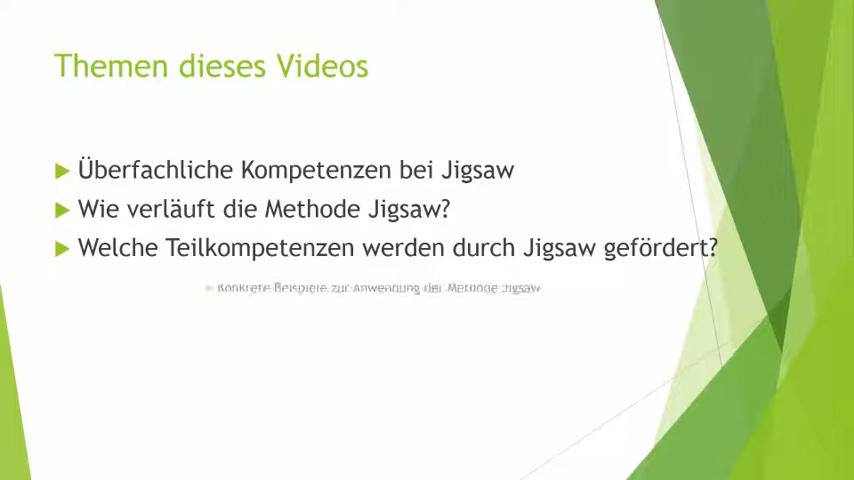 Themen dieses Videos
Überfachliche Kompetenzen bei Jigsaw
Wie verläuft die Methode Jigsaw?
Welche Teilkompetenzen werden durch Jigsaw gefördert?
Konkrete Beispiele zur Anwendung der Methode Jigsaw